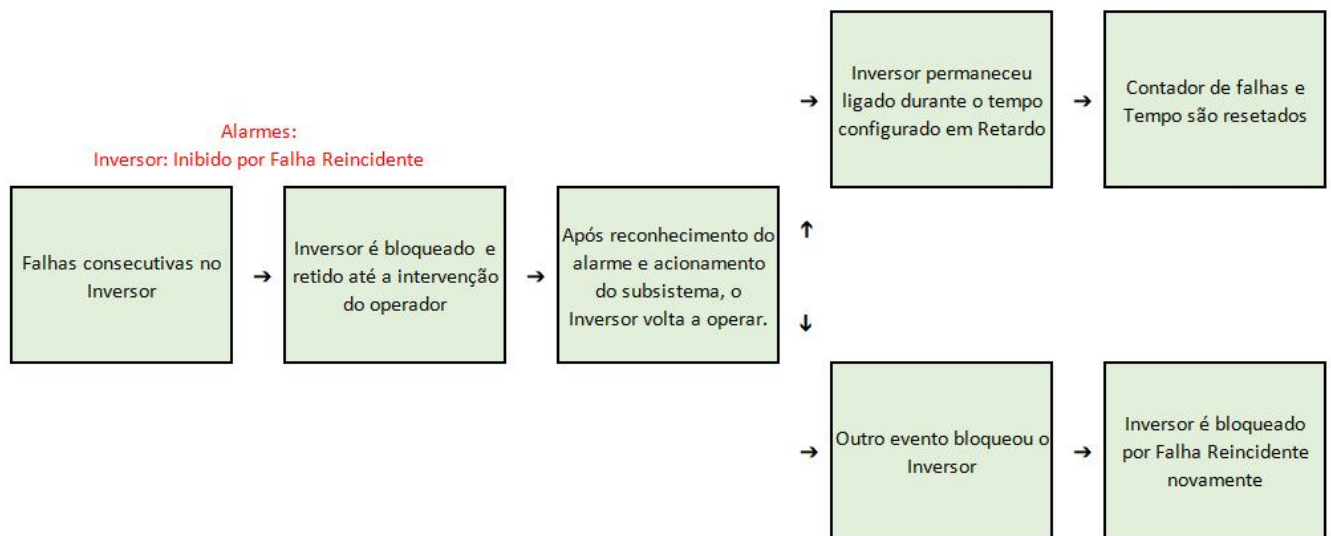 Alarmes:
Inversor: Inibido por Falha Reincidente
Falhas consecutivas no
Inversor
➔
Inversor é bloqueado e
retido até a intervenção
do operador
➔
Após reconhecimento do
alarme e acionamento
do subsistema, o
Inversor volta a operar.
↑
➔
Inversor permaneceu
ligado durante o tempo
configurado em Retardo
➔
Contador de falhas e
Tempo são resetados
↓
➔
Outro evento bloqueou o
Inversor
➔
Inversor é bloqueado
por Falha Reincidente
novamente